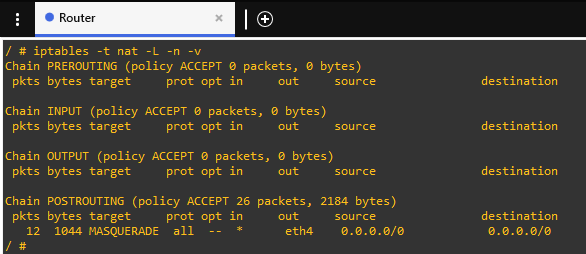 Router
/ # iptables -t nat -L -n -v
Chain PREROUTING (policy ACCEPT 0 packets, 0 bytes)
 pkts bytes target     prot opt in     out     source               destination

Chain INPUT (policy ACCEPT 0 packets, 0 bytes)
 pkts bytes target     prot opt in     out     source               destination

Chain OUTPUT (policy ACCEPT 0 packets, 0 bytes)
 pkts bytes target     prot opt in     out     source               destination

Chain POSTROUTING (policy ACCEPT 26 packets, 2184 bytes)
 pkts bytes target     prot opt in     out     source               destination
   12  1044 MASQUERADE  all  --  *      eth4    0.0.0.0/0            0.0.0.0/0
/ #